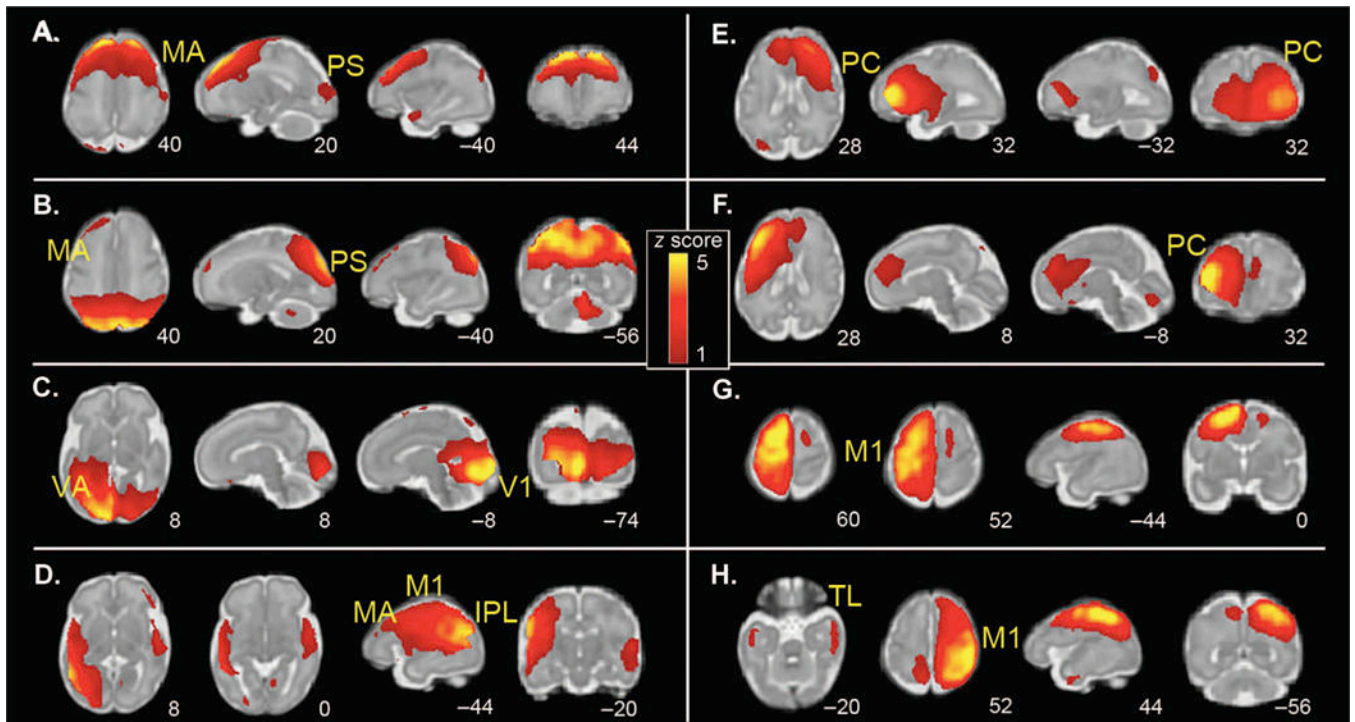 A.
MA
PS
40
20
–40
44
B.
MA
PS
40
20
–40
–56
C.
VA
V1
8
8
–8
–74
D.
MA
M1
IPL
8
0
–44
–20
z score
5
1
E.
PC
PC
28
32
–32
32
F.
PC
28
8
–8
32
G.
M1
60
52
–44
0
H.
TL
M1
–20
52
44
–56